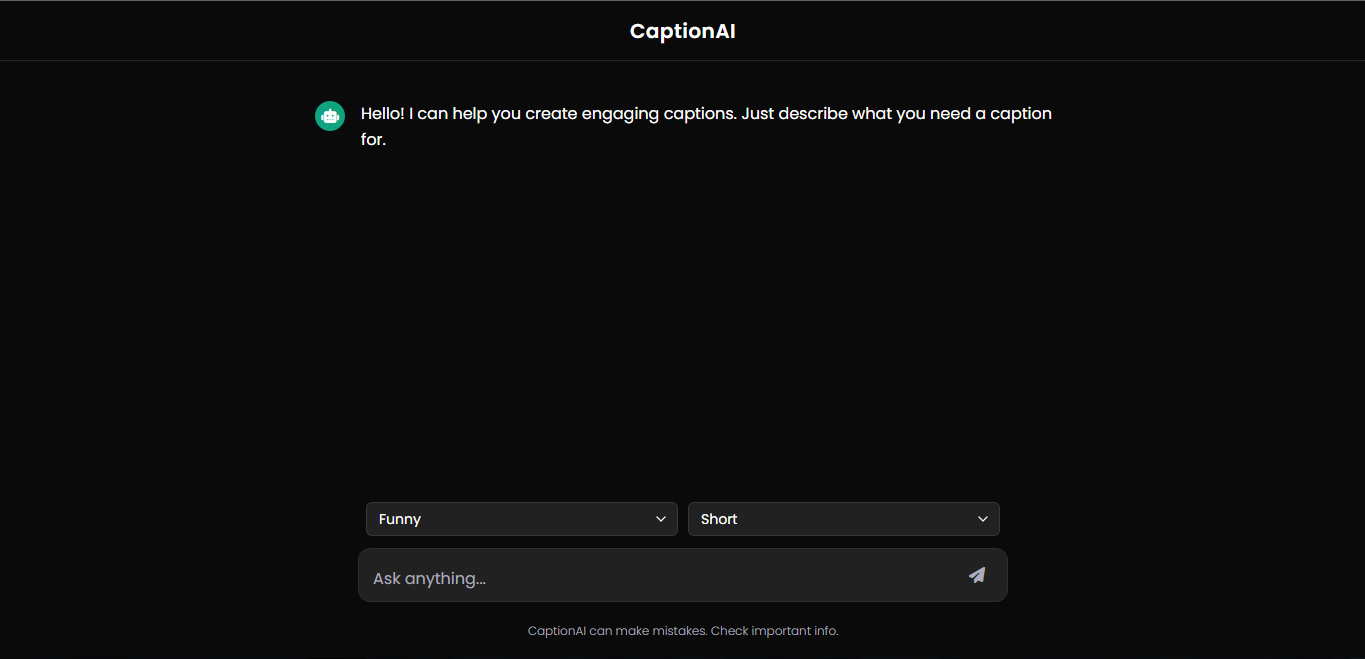 CaptionAI
Hello! I can help you create engaging captions. Just describe what you need a caption
for.
Funny
Short
Ask anything...
CaptionAI can make mistakes. Check important info.